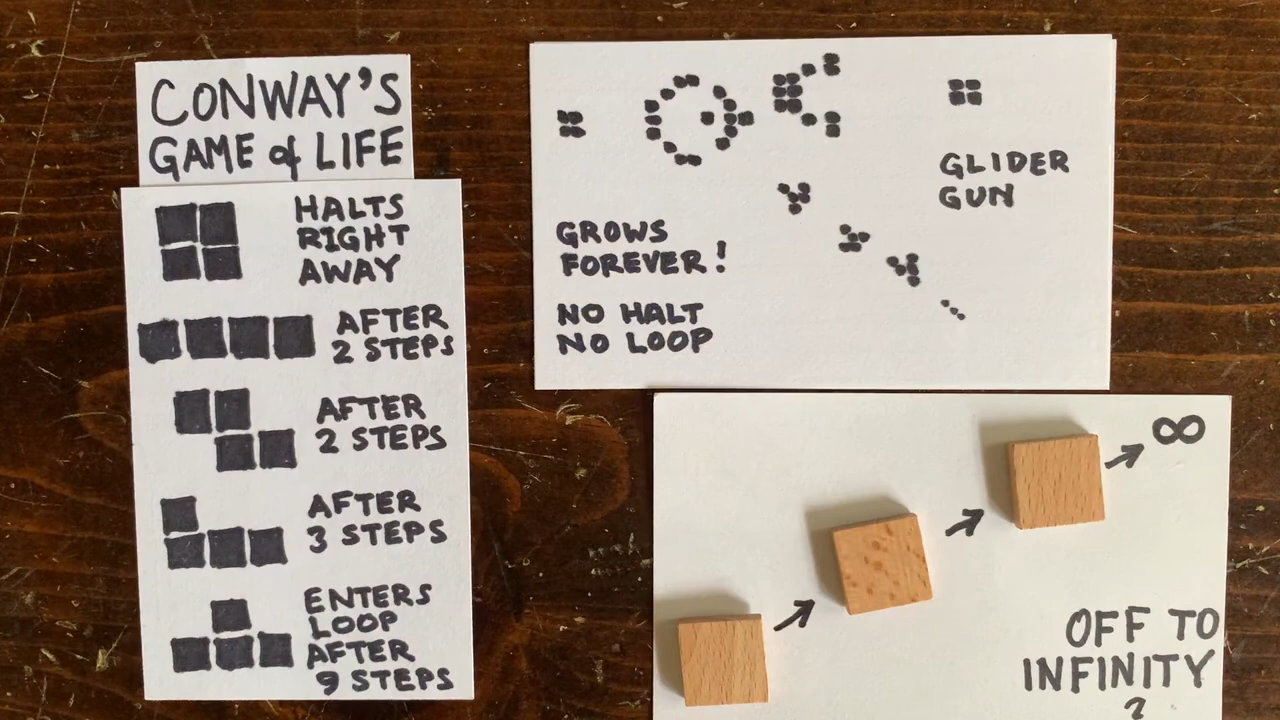 CONWAY'S
GAME of LIFE
HALTS
RIGHT
AWAY
AFTER
2 STEPS
AFTER
2 STEPS
AFTER
3 STEPS
ENTERS
LOOP
AFTER
9 STEPS
GLIDER
GUN
GROWS
FOREVER!
NO HALT
NO LOOP
∞
OFF TO
INFINITY
?